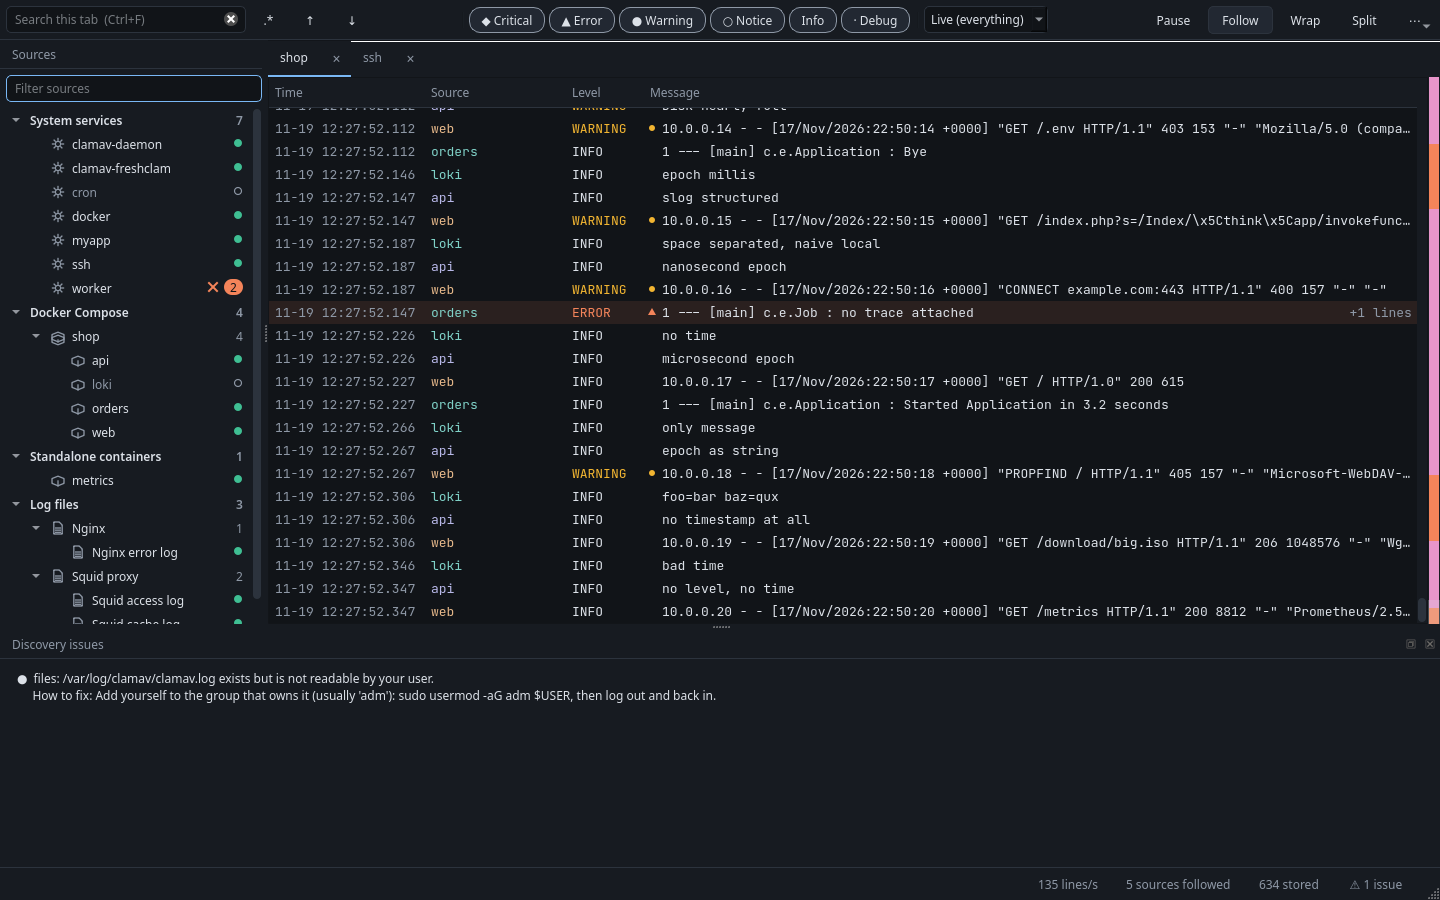 Search this tab (Ctrl+F) .* ↑ ↓ ◆ Critical ▲ Error ● Warning ○ Notice Info · Debug Live (everything) Pause Follow Wrap Split ...
Sources
Filter sources
System services 7
clamav-daemon
clamav-freshclam
cron
docker
myapp
ssh
worker 2
Docker Compose 4
shop 4
api
loki
orders
web
Standalone containers 1
metrics
Log files 3
Nginx 1
Nginx error log
Squid proxy 2
Squid access log
Squid cache log
shop × ssh ×
Time Source Level Message
11-19 12:27:52.112 api WARNING Disk nearly full
11-19 12:27:52.112 web WARNING 10.0.0.14 - - [17/Nov/2026:22:50:14 +0000] "GET /.env HTTP/1.1" 403 153 "-" "Mozilla/5.0 (compa…
11-19 12:27:52.112 orders INFO 1 --- [main] c.e.Application : Bye
11-19 12:27:52.146 loki INFO epoch millis
11-19 12:27:52.147 api INFO slog structured
11-19 12:27:52.147 web WARNING 10.0.0.15 - - [17/Nov/2026:22:50:15 +0000] "GET /index.php?s=/Index/\x5Cthink\x5Capp/invokefunc…
11-19 12:27:52.187 loki INFO space separated, naive local
11-19 12:27:52.187 api INFO nanosecond epoch
11-19 12:27:52.187 web WARNING 10.0.0.16 - - [17/Nov/2026:22:50:16 +0000] "CONNECT example.com:443 HTTP/1.1" 400 157 "-" "-"
11-19 12:27:52.147 orders ERROR 1 --- [main] c.e.Job : no trace attached +1 lines
11-19 12:27:52.226 loki INFO no time
11-19 12:27:52.226 api INFO microsecond epoch
11-19 12:27:52.227 web INFO 10.0.0.17 - - [17/Nov/2026:22:50:17 +0000] "GET / HTTP/1.0" 200 615
11-19 12:27:52.227 orders INFO 1 --- [main] c.e.Application : Started Application in 3.2 seconds
11-19 12:27:52.266 loki INFO only message
11-19 12:27:52.267 api INFO epoch as string
11-19 12:27:52.267 web WARNING 10.0.0.18 - - [17/Nov/2026:22:50:18 +0000] "PROPFIND / HTTP/1.1" 405 157 "-" "Microsoft-WebDAV-…
11-19 12:27:52.306 loki INFO foo=bar baz=qux
11-19 12:27:52.306 api INFO no timestamp at all
11-19 12:27:52.306 web INFO 10.0.0.19 - - [17/Nov/2026:22:50:19 +0000] "GET /download/big.iso HTTP/1.1" 206 1048576 "-" "Wg…
11-19 12:27:52.346 loki INFO bad time
11-19 12:27:52.347 api INFO no level, no time
11-19 12:27:52.347 web INFO 10.0.0.20 - - [17/Nov/2026:22:50:20 +0000] "GET /metrics HTTP/1.1" 200 8812 "-" "Prometheus/2.5…
Discovery issues
● files: /var/log/clamav/clamav.log exists but is not readable by your user.
How to fix: Add yourself to the group that owns it (usually 'adm'): sudo usermod -aG adm $USER, then log out and back in.
135 lines/s 5 sources followed 634 stored ⚠ 1 issue